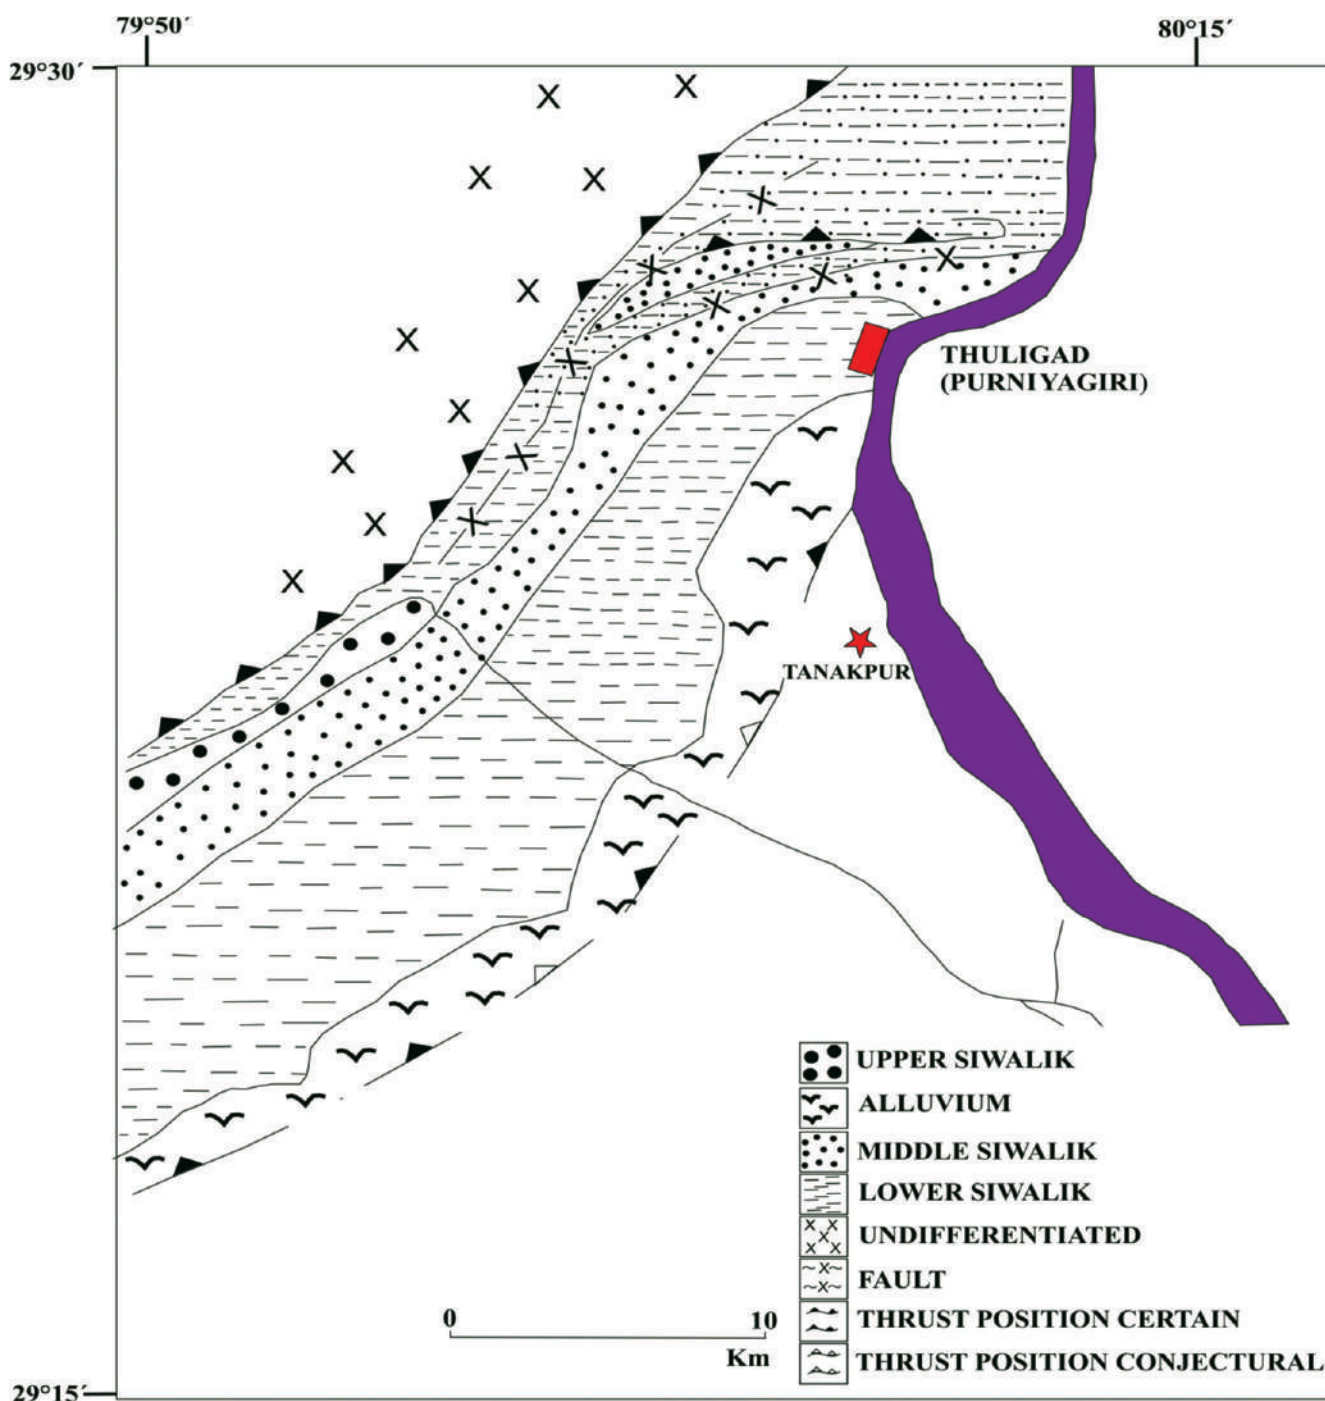 79°50´
80°15´
29°30´
THULIGAD
(PURNIYAGIRI)
TANAKPUR
UPPER SIWALIK
ALLUVIUM
MIDDLE SIWALIK
LOWER SIWALIK
UNDIFFERENTIATED
FAULT
THRUST POSITION CERTAIN
THRUST POSITION CONJECTURAL
0 10
Km
29°15´